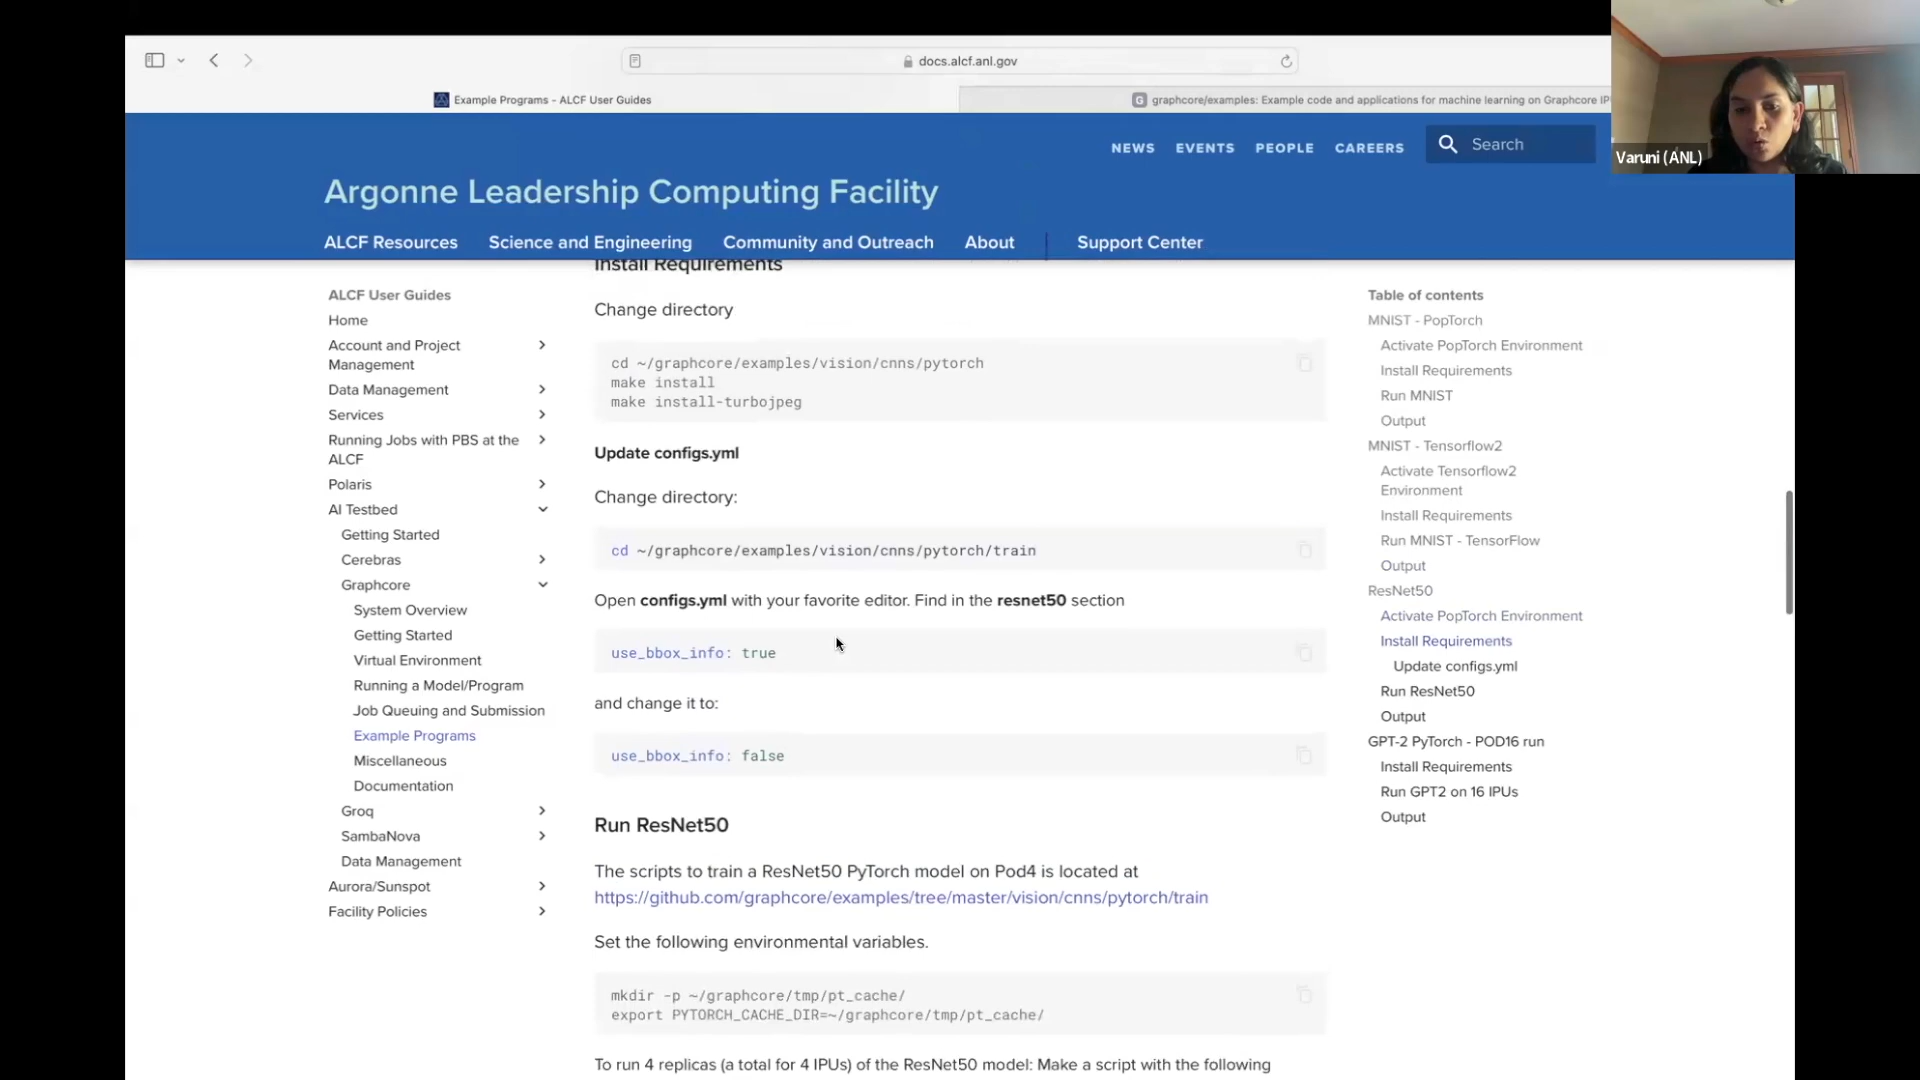 docs.alcf.anl.gov
Example Programs - ALCF User Guides
graphcore/examples: Example code and applications for machine learning on Graphcore IP
NEWS EVENTS PEOPLE CAREERS Search
Varuni (ANL)
Argonne Leadership Computing Facility
ALCF Resources Science and Engineering Community and Outreach About Support Center
ALCF User Guides
Home
Account and Project
Management
Data Management
Services
Running Jobs with PBS at the
ALCF
Polaris
AI Testbed
Getting Started
Cerebras
Graphcore
System Overview
Getting Started
Virtual Environment
Running a Model/Program
Job Queuing and Submission
Example Programs
Miscellaneous
Documentation
Groq
SambaNova
Data Management
Aurora/Sunspot
Facility Policies
Install Requirements
Change directory
cd ~/graphcore/examples/vision/cnns/pytorch
make install
make install-turbojpeg
Update configs.yml
Change directory:
cd ~/graphcore/examples/vision/cnns/pytorch/train
Open configs.yml with your favorite editor. Find in the resnet50 section
use_bbox_info: true
and change it to:
use_bbox_info: false
Run ResNet50
The scripts to train a ResNet50 PyTorch model on Pod4 is located at
https://github.com/graphcore/examples/tree/master/vision/cnns/pytorch/train
Set the following environmental variables.
mkdir -p ~/graphcore/tmp/pt_cache/
export PYTORCH_CACHE_DIR=~/graphcore/tmp/pt_cache/
To run 4 replicas (a total for 4 IPUs) of the ResNet50 model: Make a script with the following
Table of contents
MNIST - PopTorch
Activate PopTorch Environment
Install Requirements
Run MNIST
Output
MNIST - Tensorflow2
Activate Tensorflow2
Environment
Install Requirements
Run MNIST - TensorFlow
Output
ResNet50
Activate PopTorch Environment
Install Requirements
Update configs.yml
Run ResNet50
Output
GPT-2 PyTorch - POD16 run
Install Requirements
Run GPT2 on 16 IPUs
Output